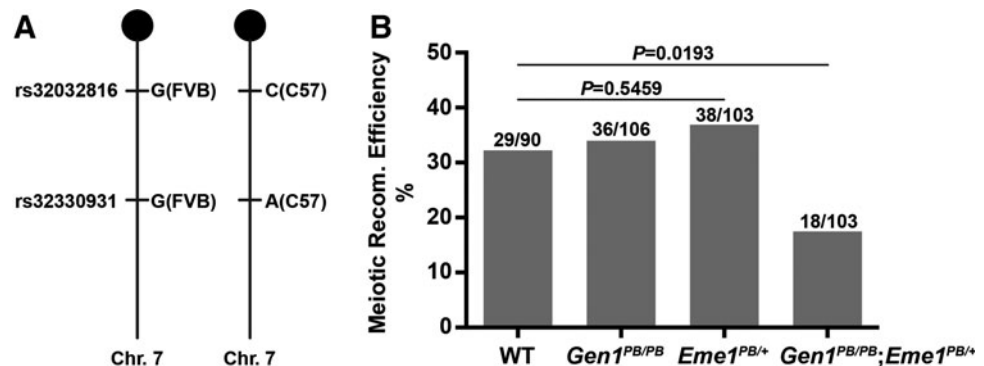 A
rs32032816
G(FVB)
C(C57)
rs32330931
G(FVB)
A(C57)
Chr. 7
Chr. 7
B
Meiotic Recom. Efficiency
%
50
40
30
20
10
0
P=0.0193
P=0.5459
29/90
36/106
38/103
18/103
WT
Gen1PB/PB
Eme1PB/+
Gen1PB/PB;Eme1PB/+